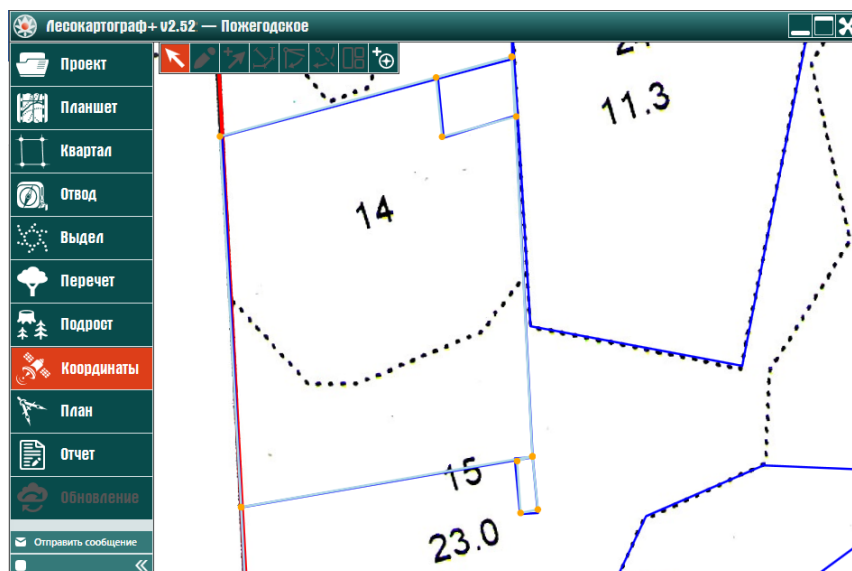 Лесокартограф+ v2.52 — Пожегодское
Проект
Планшет
Квартал
Отвод
Выдел
Перечет
Подрост
Координаты
План
Отчет
Обновление
Отправить сообщение
11.3
14
15
23.0